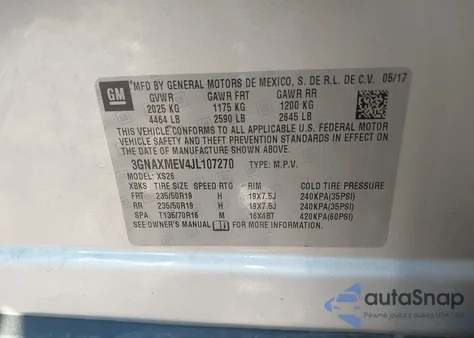 GM
MFD BY GENERAL MOTORS DE MEXICO, S. DE R.L. DE C.V. 05/17
GVWR GAWR FRT GAWR RR
2025 KG 1175 KG 1200 KG
4464 LB 2590 LB 2645 LB
THIS VEHICLE CONFORMS TO ALL APPLICABLE U.S. FEDERAL MOTOR
VEHICLE SAFETY AND THEFT PREVENTION STANDARDS IN EFFECT
ON THE DATE OF MANUFACTURE SHOWN ABOVE.
3GNAXMEV4JL107270 TYPE: M.P.V.
XS26
XBKS TIRE SIZE SPEED RTG RIM COLD TIRE PRESSURE
FRT 235/50R19 H 19X7.5J 240KPA(35PSI)
RR 235/50R19 H 19X7.5J 240KPA(35PSI)
SPA T135/70R16 M 16X4BT 420KPA(60PSI)
SEE OWNER'S MANUAL FOR MORE INFORMATION
autoSnap